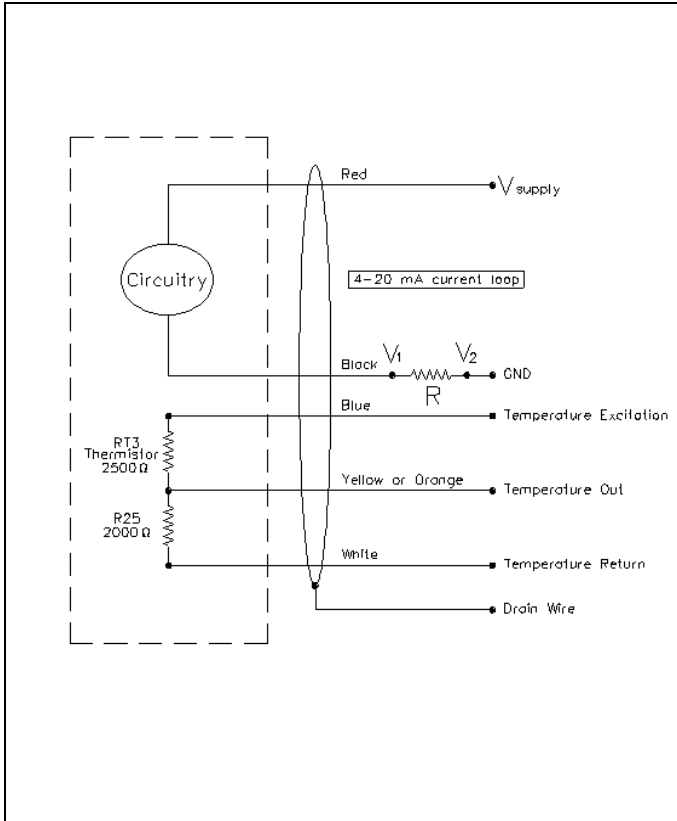 Red
V supply
Circuitry
4-20 mA current loop
Black
V1
V2
GND
R
Blue
Temperature Excitation
RT3
Thermistor
2500Ω
Yellow or Orange
Temperature Out
R25
2000Ω
White
Temperature Return
Drain Wire